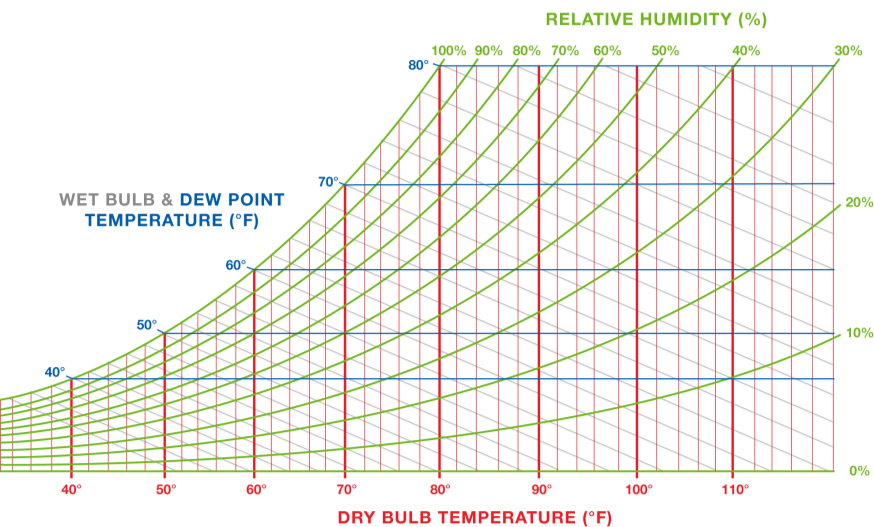 RELATIVE HUMIDITY (%)
100% 90% 80% 70% 60% 50% 40% 30%
80°
70°
WET BULB & DEW POINT
TEMPERATURE (°F)
20%
60°
50°
10%
40°
0%
40° 50° 60° 70° 80° 90° 100° 110°
DRY BULB TEMPERATURE (°F)